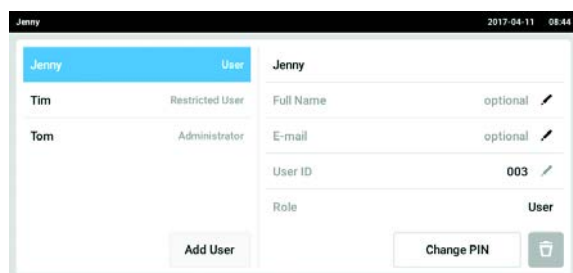 Jenny 2017-04-11 08:44
Jenny User
Tim Restricted User
Tom Administrator
Add User
Jenny
Full Name optional
E-mail optional
User ID 003
Role User
Change PIN